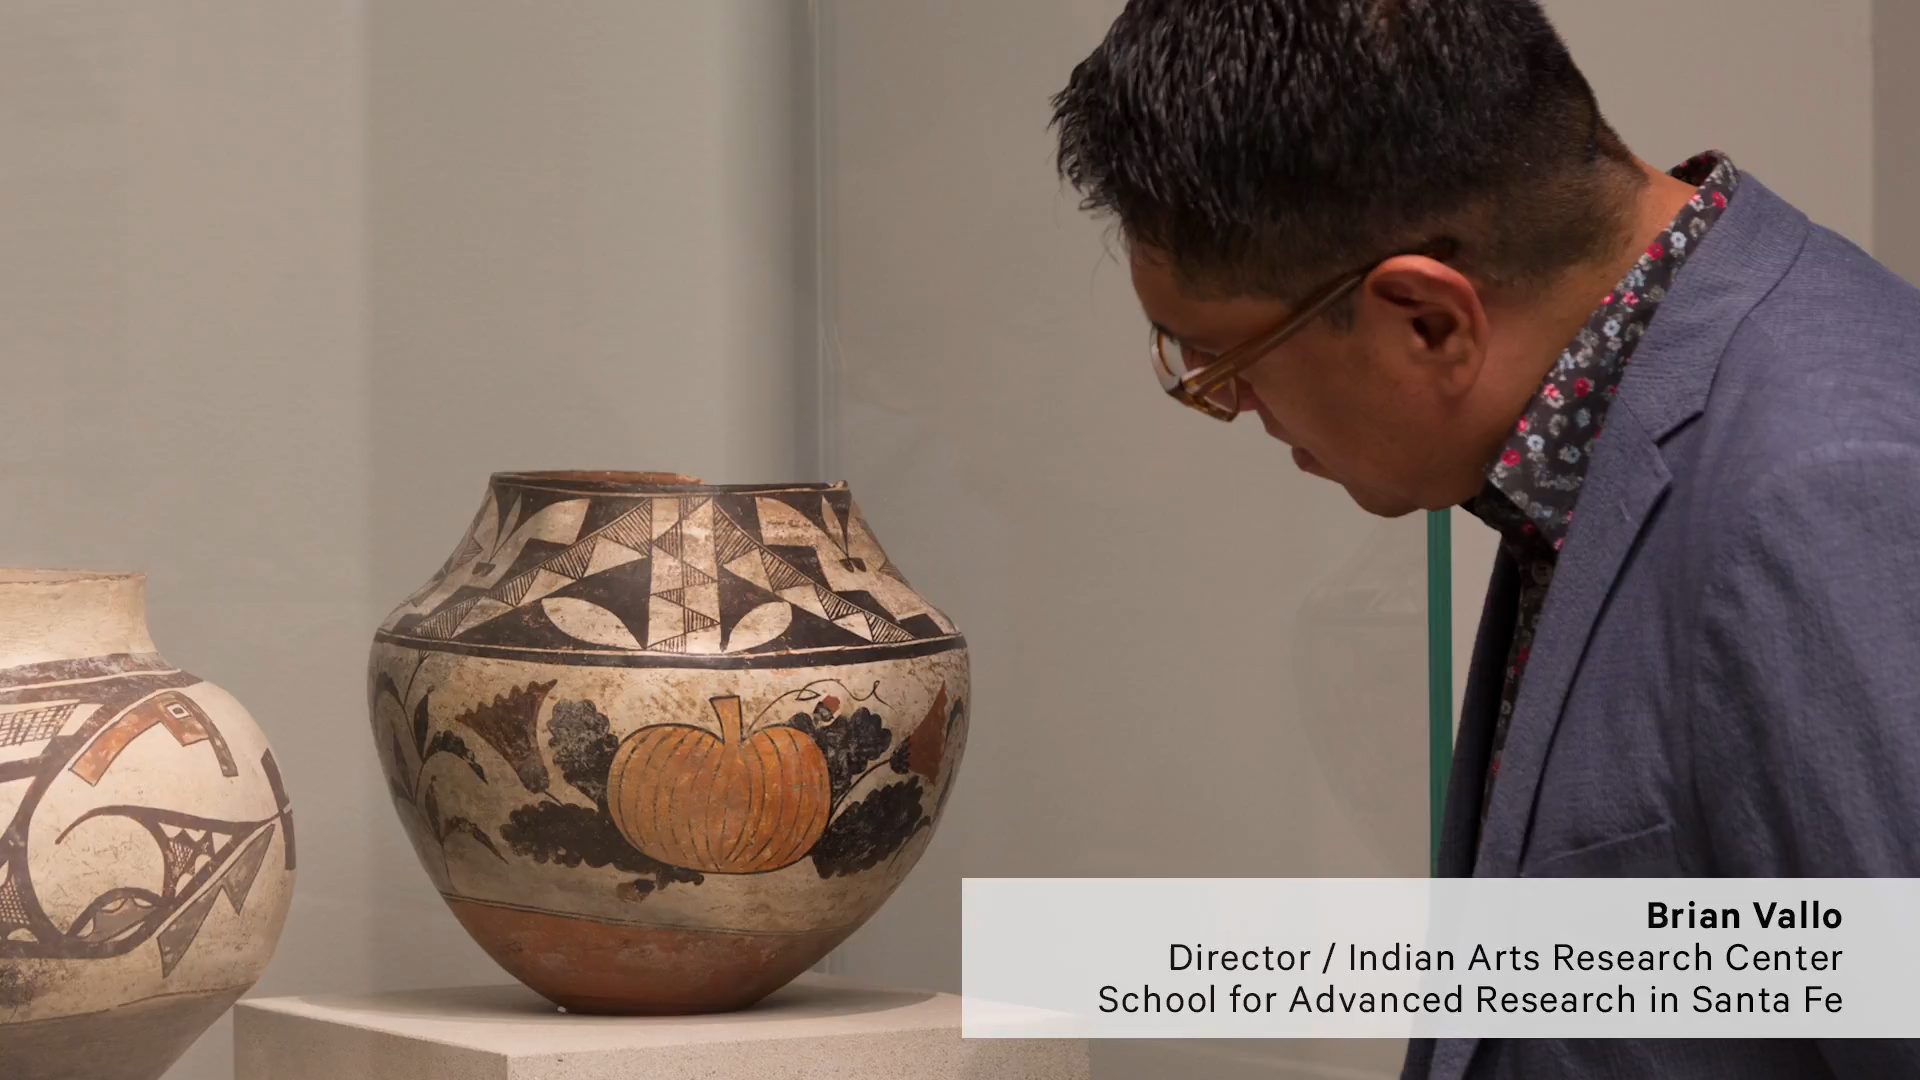 Brian Vallo
Director / Indian Arts Research Center
School for Advanced Research in Santa Fe